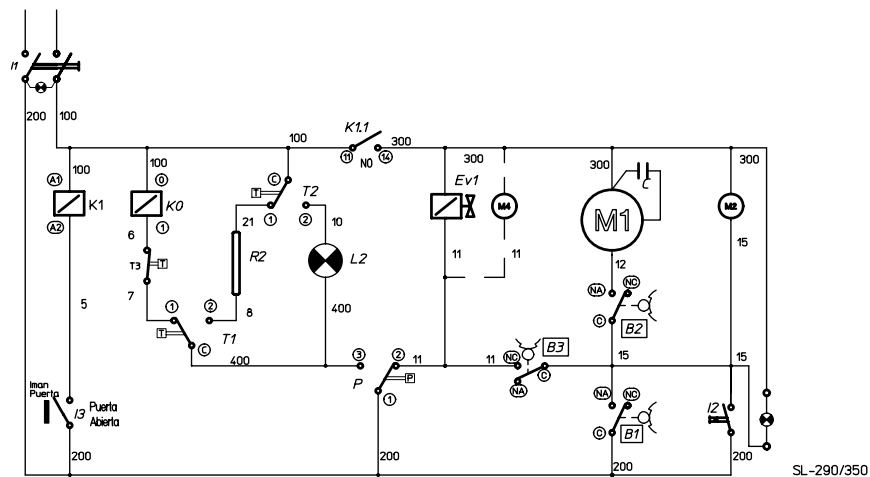 I1
200
100
100
K1.1
300
11
14
NO
100
100
300
300
300
A1
0
C
T
T2
Ev1
C
K1
K0
M4
M1
M2
A2
1
1
2
6
21
10
15
T3
T
R2
L2
11
11
12
7
NA
NC
5
1
2
8
400
C
B2
T
T1
C
400
3
2
11
11
NC
B3
15
15
P
P
NA
C
NA
NC
Iman
Puerta
I3
Puerta
Abierta
1
I2
C
B1
200
200
200
200
SL-290/350